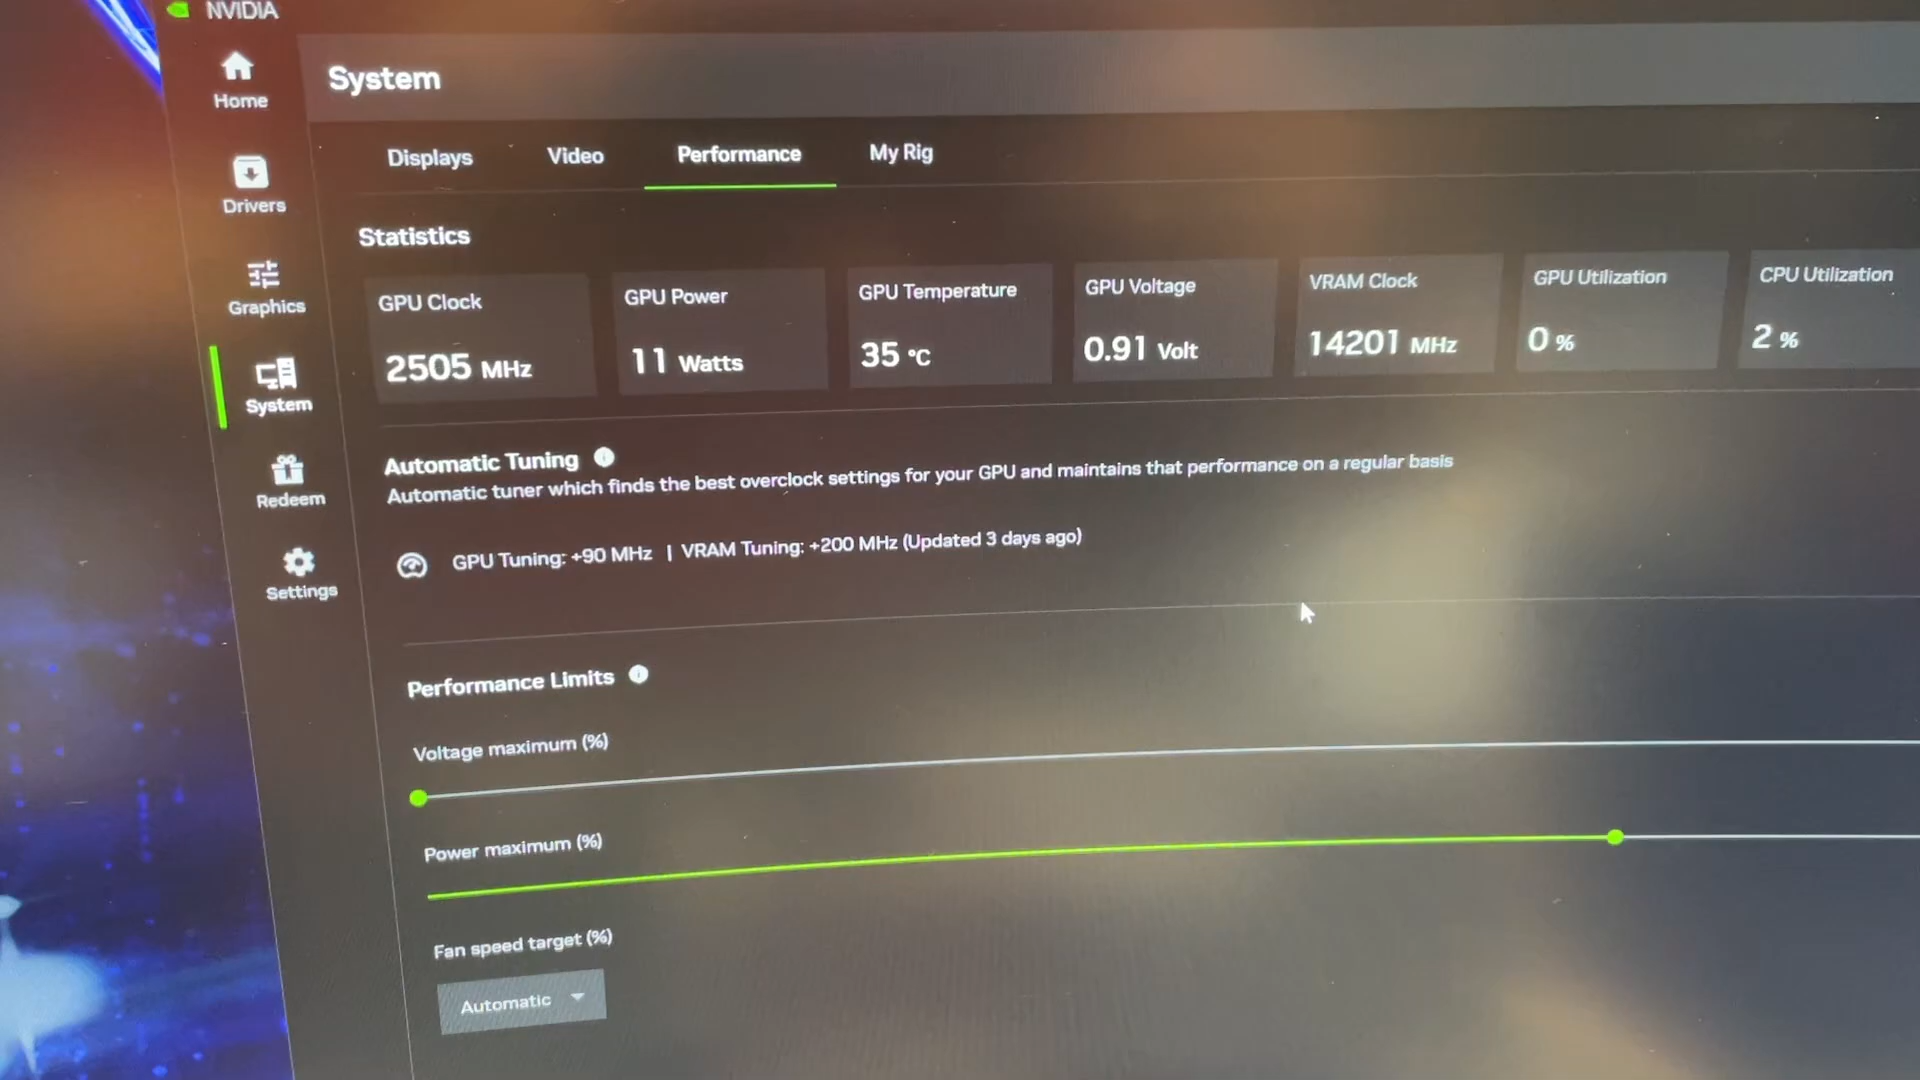 NVIDIA
Home
Drivers
Graphics
System
Redeem
Settings
System
Displays
Video
Performance
My Rig
Statistics
GPU Clock
2505 MHz
GPU Power
11 Watts
GPU Temperature
35 °C
GPU Voltage
0.91 Volt
VRAM Clock
14201 MHz
GPU Utilization
0 %
CPU Utilization
2 %
Automatic Tuning
Automatic tuner which finds the best overclock settings for your GPU and maintains that performance on a regular basis
GPU Tuning: +90 MHz | VRAM Tuning: +200 MHz (Updated 3 days ago)
Performance Limits
Voltage maximum (%)
Power maximum (%)
Fan speed target (%)
Automatic